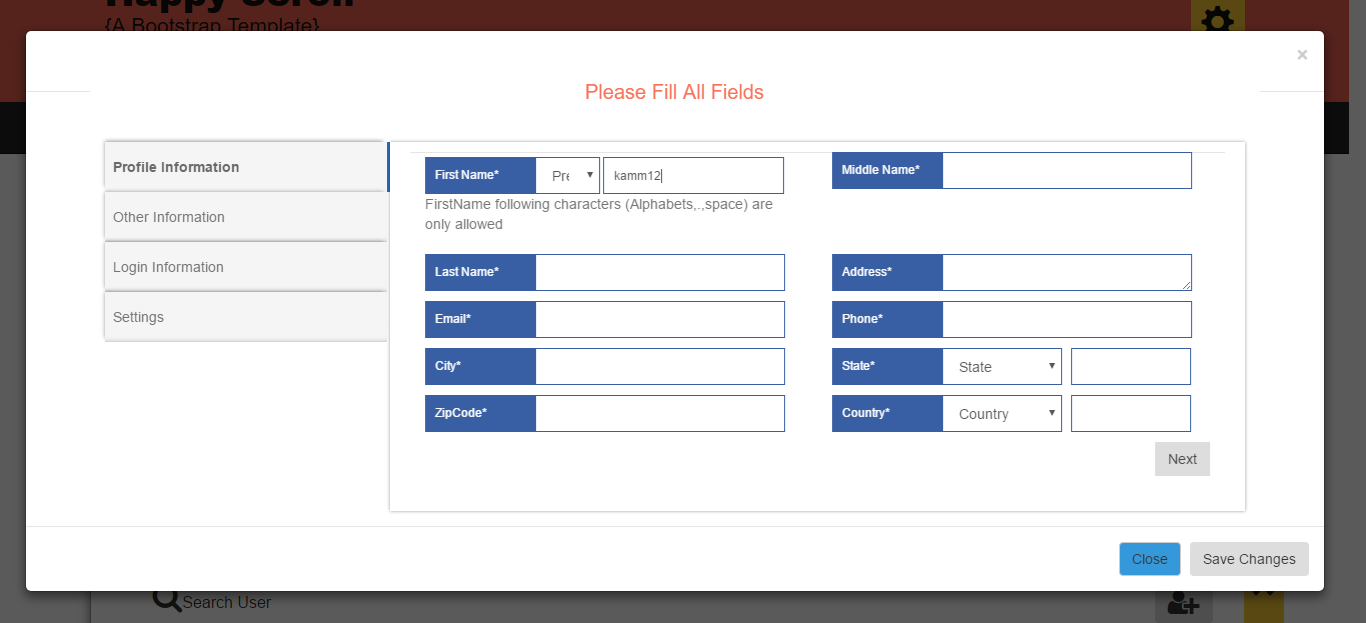 Happy Scroll
{A Bootstrap Template}
×
Please Fill All Fields
Profile Information
Other Information
Login Information
Settings
First Name*
Pre
kamm12
Middle Name*
FirstName following characters (Alphabets,.,space) are
only allowed
Last Name*
Address*
Email*
Phone*
City*
State*
State
ZipCode*
Country*
Country
Next
Close
Save Changes
Search User